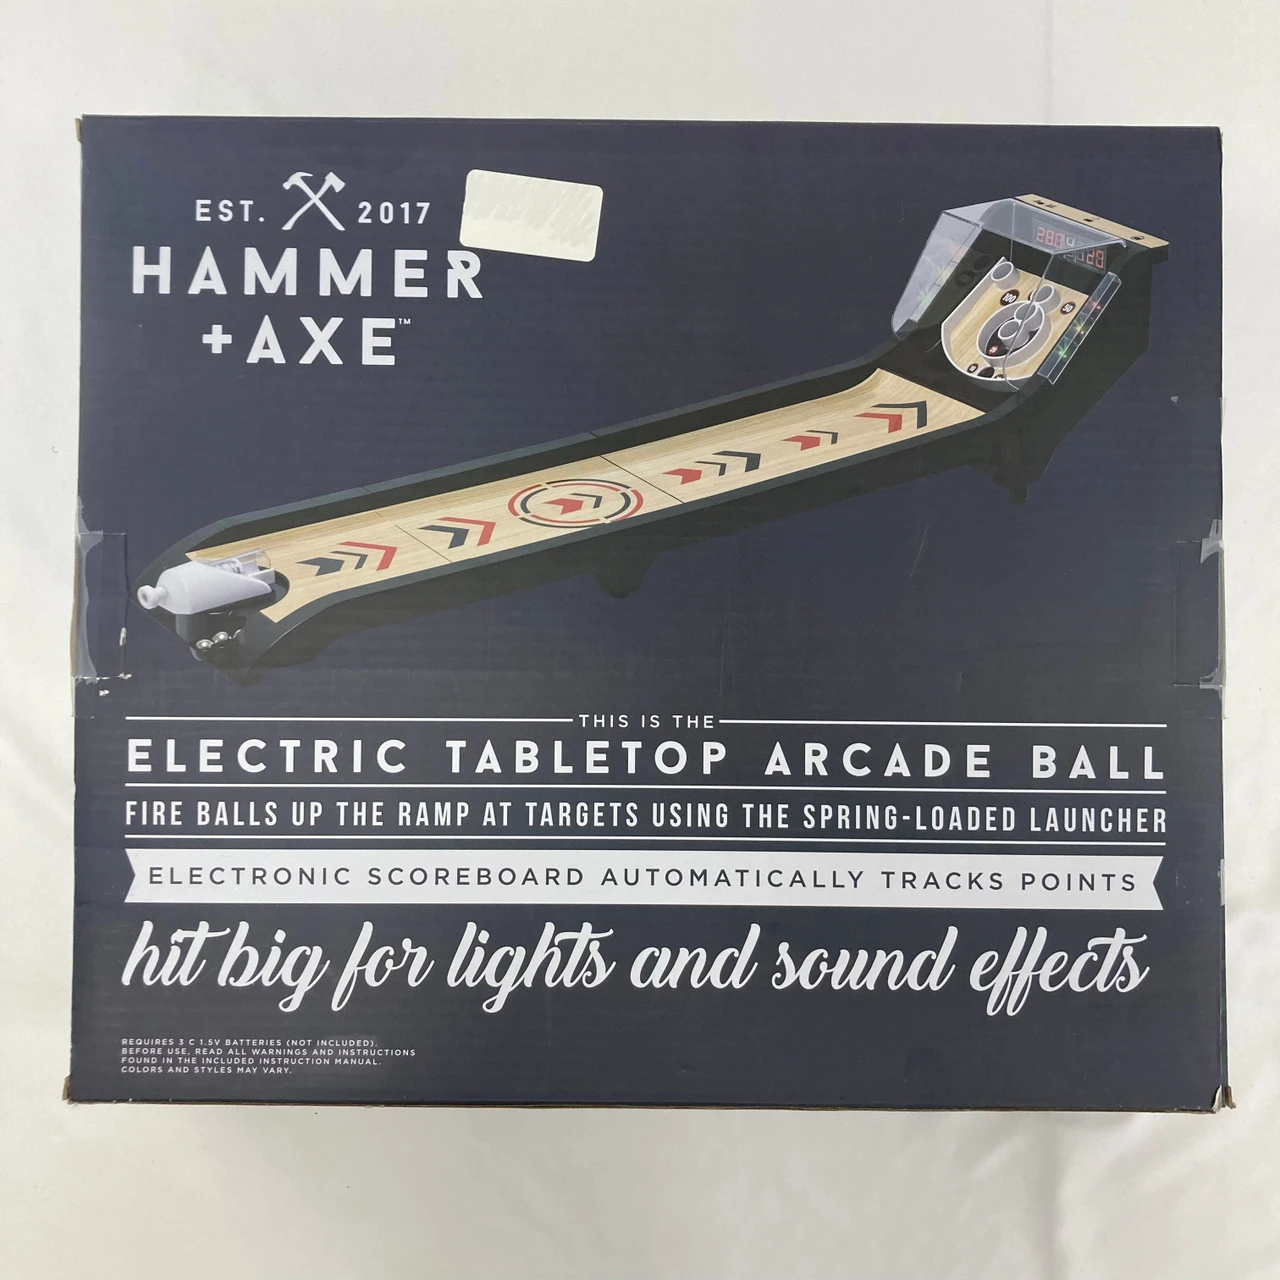 EST. 2017
HAMMER
+AXE™
280
100
50
THIS IS THE
ELECTRIC TABLETOP ARCADE BALL
FIRE BALLS UP THE RAMP AT TARGETS USING THE SPRING-LOADED LAUNCHER
ELECTRONIC SCOREBOARD AUTOMATICALLY TRACKS POINTS
hit big for lights and sound effects
REQUIRES 3 C 1.5V BATTERIES (NOT INCLUDED).
BEFORE USE, READ ALL WARNINGS AND INSTRUCTIONS
FOUND IN THE INCLUDED INSTRUCTION MANUAL.
COLORS AND STYLES MAY VARY.